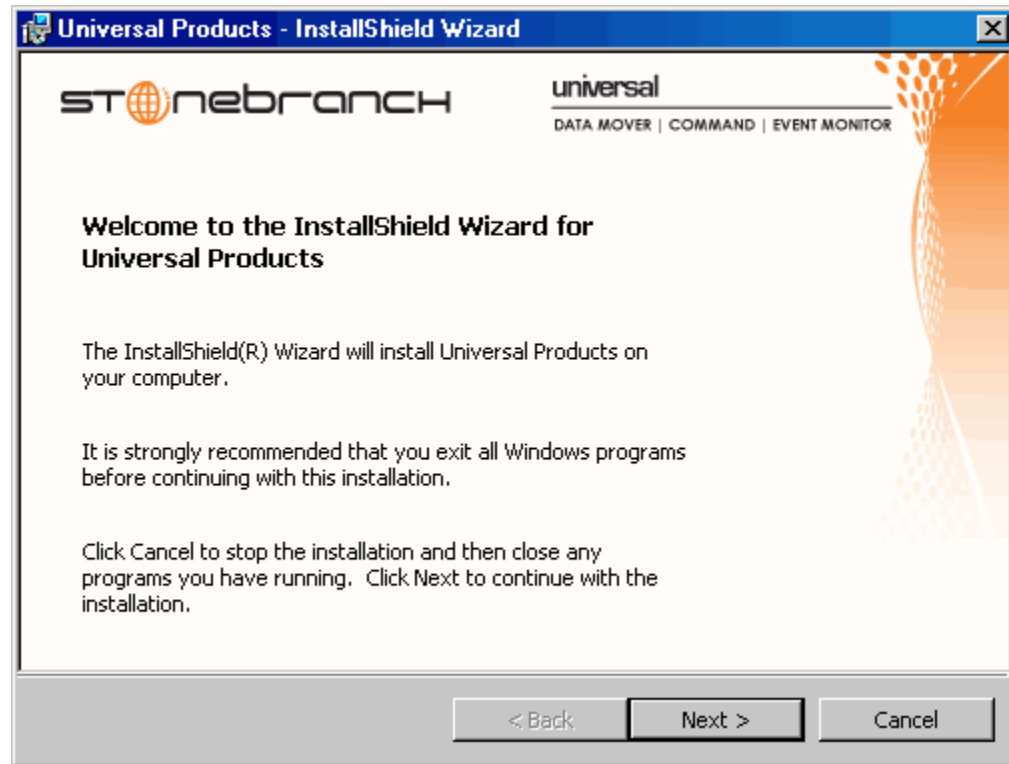 Universal Products - InstallShield Wizard
stonebranch
universal
DATA MOVER | COMMAND | EVENT MONITOR
Welcome to the InstallShield Wizard for
Universal Products
The InstallShield(R) Wizard will install Universal Products on
your computer.
It is strongly recommended that you exit all Windows programs
before continuing with this installation.
Click Cancel to stop the installation and then close any
programs you have running.  Click Next to continue with the
installation.
< Back
Next >
Cancel